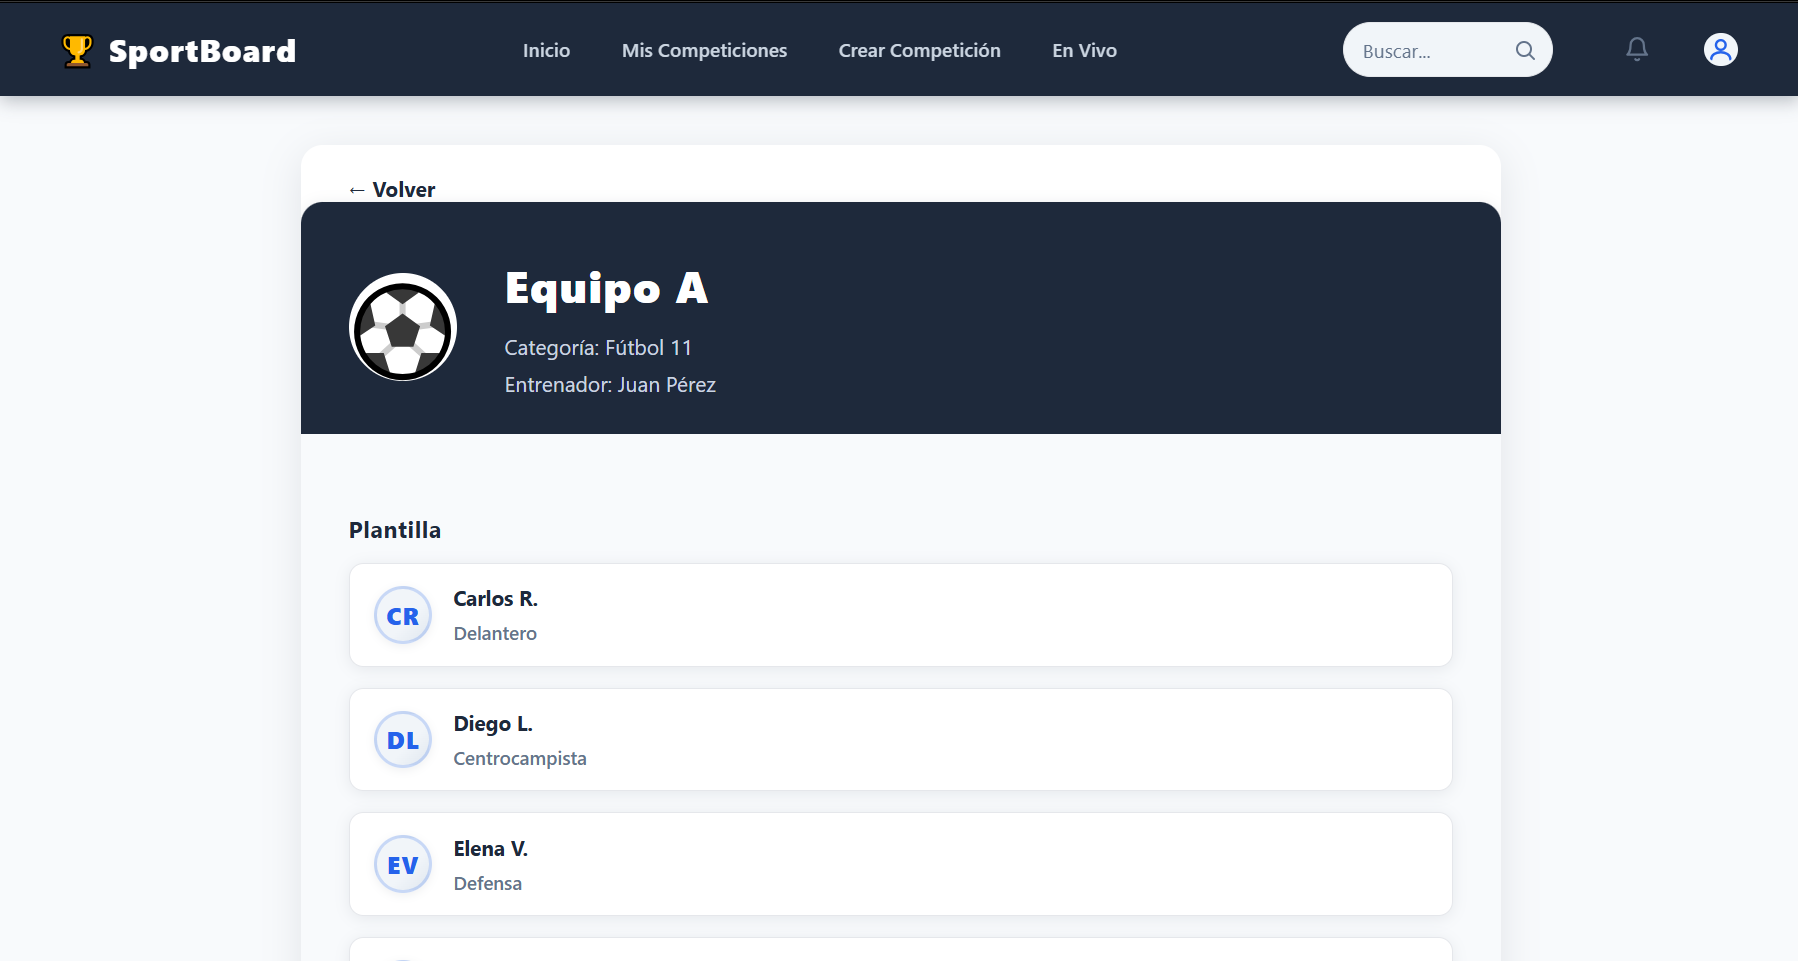 SportBoard
Inicio
Mis Competiciones
Crear Competición
En Vivo
Buscar...
← Volver
Equipo A
Categoría: Fútbol 11
Entrenador: Juan Pérez
Plantilla
CR
Carlos R.
Delantero
DL
Diego L.
Centrocampista
EV
Elena V.
Defensa